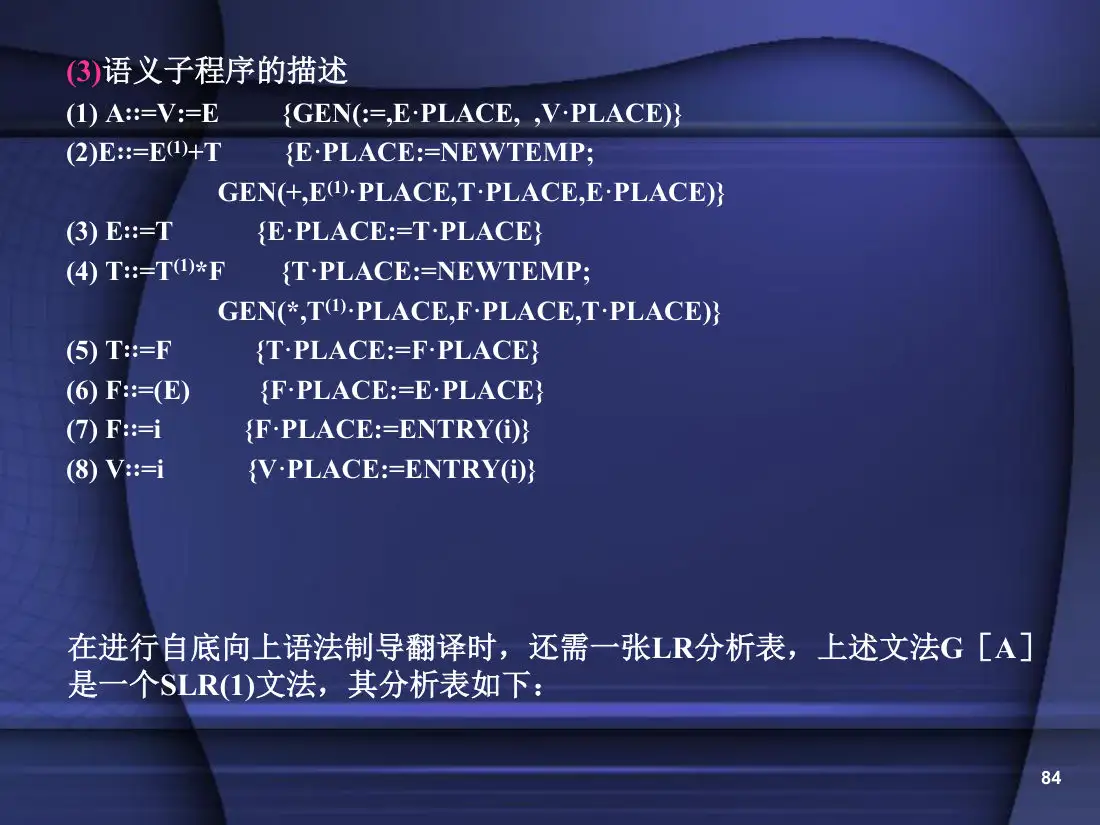 (3)语义子程序的描述
(1) A∷=V:=E {GEN(:=,E·PLACE, ,V·PLACE)}
(2)E∷=E⁽¹⁾+T {E·PLACE:=NEWTEMP;
GEN(+,E⁽¹⁾·PLACE,T·PLACE,E·PLACE)}
(3) E∷=T {E·PLACE:=T·PLACE}
(4) T∷=T⁽¹⁾*F {T·PLACE:=NEWTEMP;
GEN(*,T⁽¹⁾·PLACE,F·PLACE,T·PLACE)}
(5) T∷=F {T·PLACE:=F·PLACE}
(6) F∷=(E) {F·PLACE:=E·PLACE}
(7) F∷=i {F·PLACE:=ENTRY(i)}
(8) V∷=i {V·PLACE:=ENTRY(i)}
在进行自底向上语法制导翻译时，还需一张LR分析表，上述文法G［A］
是一个SLR(1)文法，其分析表如下：
84